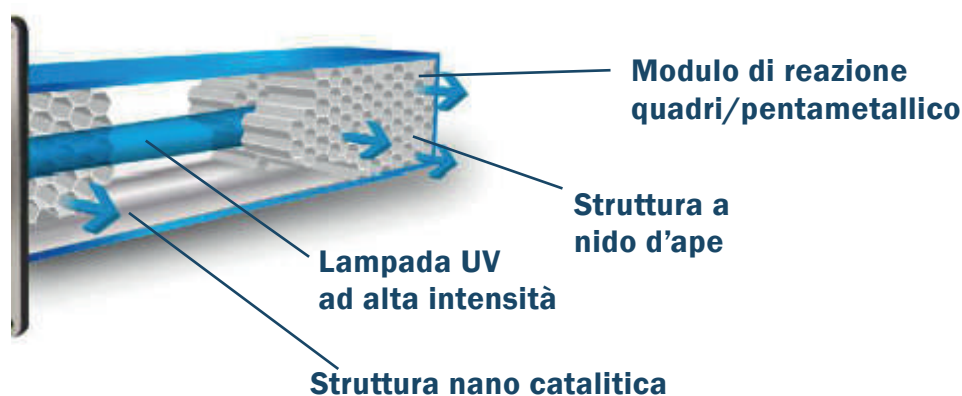 Modulo di reazione
quadri/pentametallico
Struttura a
nido d’ape
Lampada UV
ad alta intensità
Struttura nano catalitica